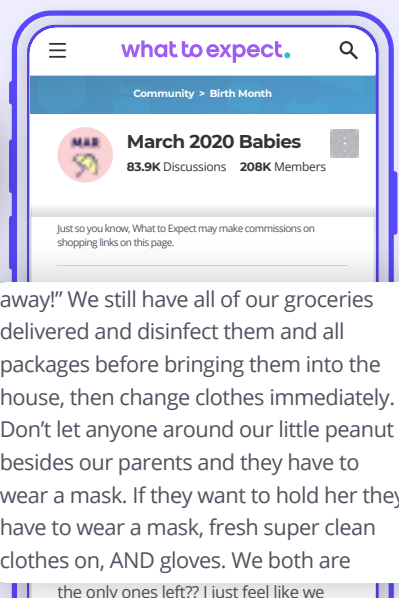 what to expect.
Community > Birth Month
MAR
March 2020 Babies
83.9K Discussions 208K Members
Just so you know, What to Expect may make commissions on
shopping links on this page.
away!” We still have all of our groceries
delivered and disinfect them and all
packages before bringing them into the
house, then change clothes immediately.
Don’t let anyone around our little peanut
besides our parents and they have to
wear a mask. If they want to hold her they
have to wear a mask, fresh super clean
clothes on, AND gloves. We both are
the only ones left?? I just feel like we